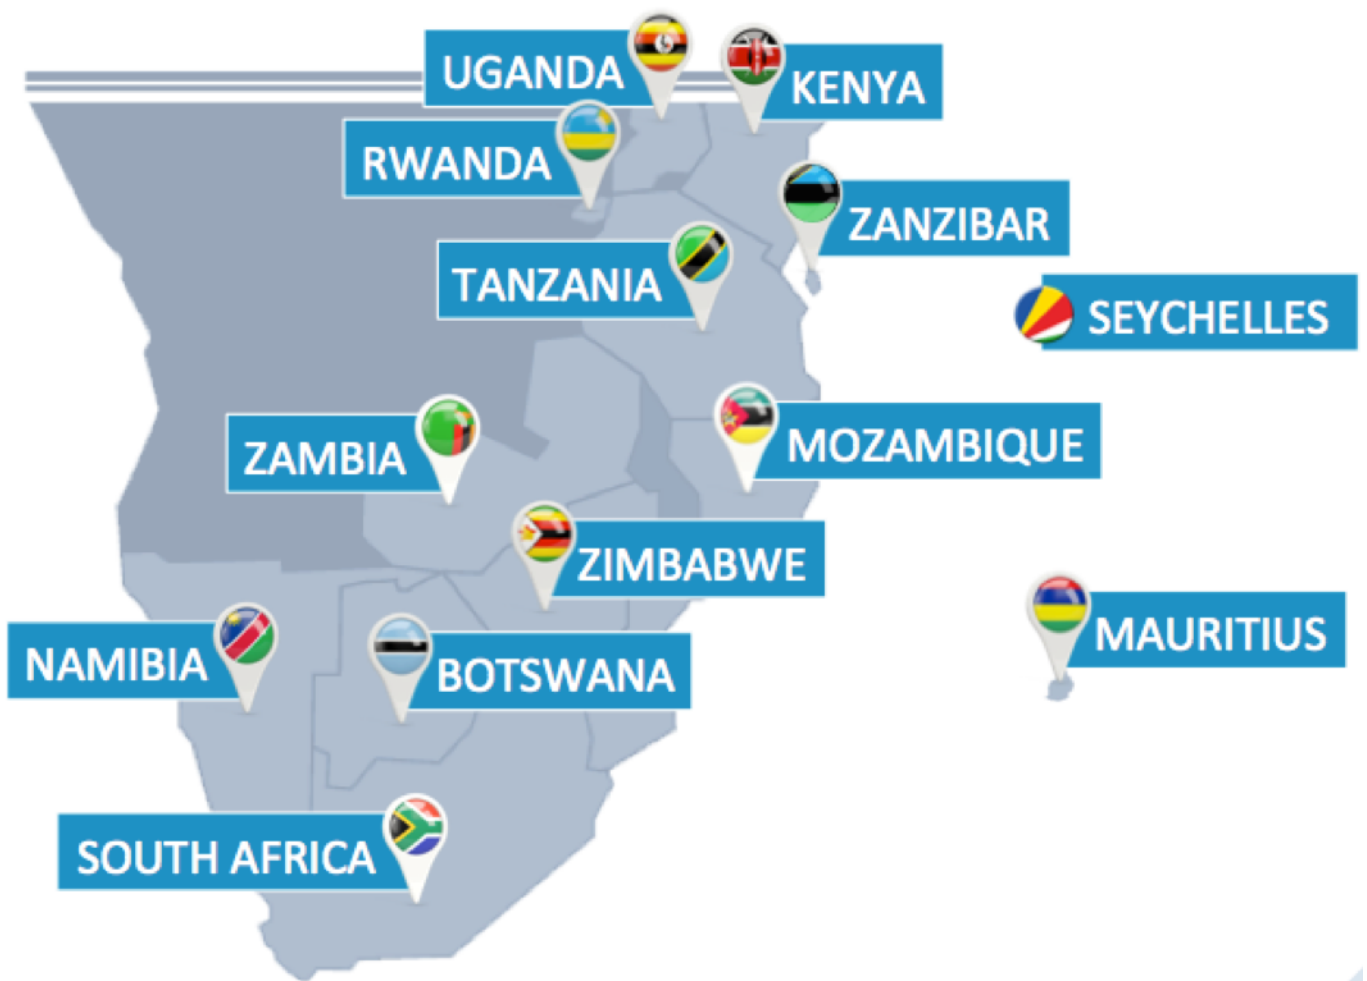 UGANDA
KENYA
RWANDA
ZANZIBAR
TANZANIA
SEYCHELLES
ZAMBIA
MOZAMBIQUE
ZIMBABWE
NAMIBIA
BOTSWANA
MAURITIUS
SOUTH AFRICA